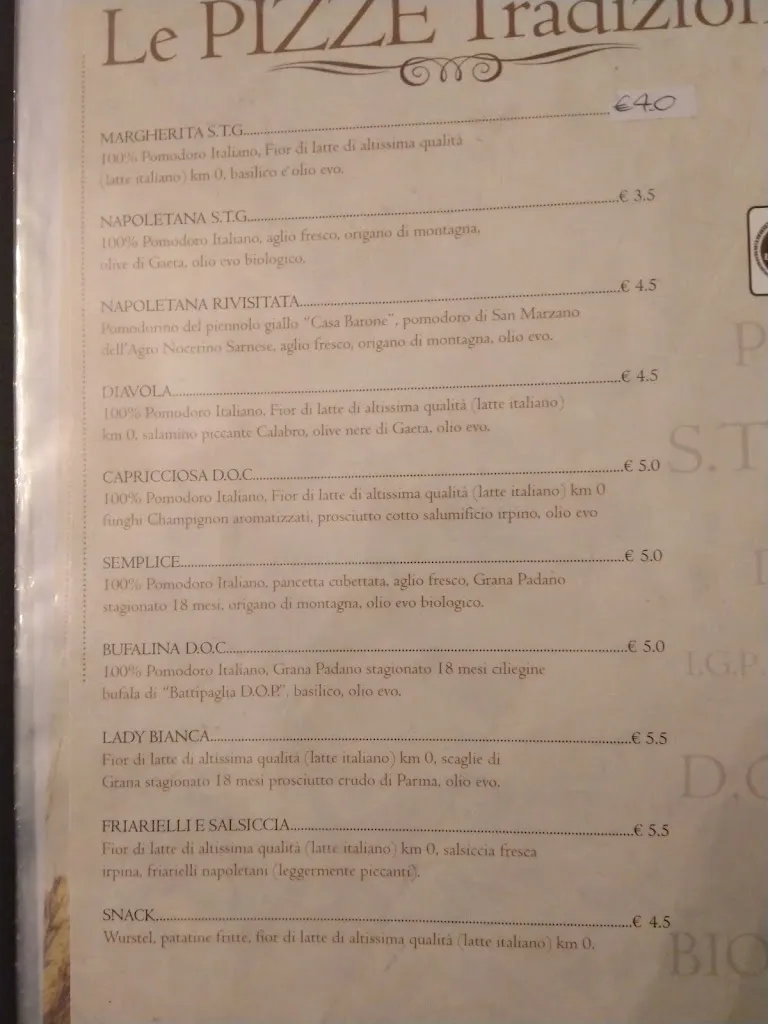 Le PIZZE Tradizion
MARGHERITA S.T.G. €4.0
100% Pomodoro Italiano, Fior di latte di altissima qualità
(latte italiano) km 0, basilico e olio evo.
NAPOLETANA S.T.G. € 3.5
100% Pomodoro Italiano, aglio fresco, origano di montagna,
olive di Gaeta, olio evo biologico.
NAPOLETANA RIVISITATA € 4.5
Pomodorino del piennolo giallo "Casa Barone", pomodoro di San Marzano
dell'Agro Nocerino Sarnese, aglio fresco, origano di montagna, olio evo.
DIAVOLA € 4.5
100% Pomodoro Italiano, Fior di latte di altissima qualità (latte italiano)
km 0, salamino piccante Calabro, olive nere di Gaeta, olio evo.
CAPRICCIOSA D.O.C. € 5.0
100% Pomodoro Italiano, Fior di latte di altissima qualità (latte italiano) km 0
funghi Champignon aromatizzati, prosciutto cotto salumificio irpino, olio evo
SEMPLICE € 5.0
100% Pomodoro Italiano, pancetta cubettata, aglio fresco, Grana Padano
stagionato 18 mesi, origano di montagna, olio evo biologico.
BUFALINA D.O.C. € 5.0
100% Pomodoro Italiano, Grana Padano stagionato 18 mesi ciliegine
bufala di "Battipaglia D.O.P.", basilico, olio evo.
LADY BIANCA € 5.5
Fior di latte di altissima qualità (latte italiano) km 0, scaglie di
Grana stagionato 18 mesi prosciutto crudo di Parma, olio evo.
FRIARIELLI E SALSICCIA € 5.5
Fior di latte di altissima qualità (latte italiano) km 0, salsiccia fresca
irpina, friarielli napoletani (leggermente piccanti).
SNACK € 4.5
Wurstel, patatine fritte, fior di latte di altissima qualità (latte italiano) km 0.
P
S.T
D
I.G.P.
D.O
BIO